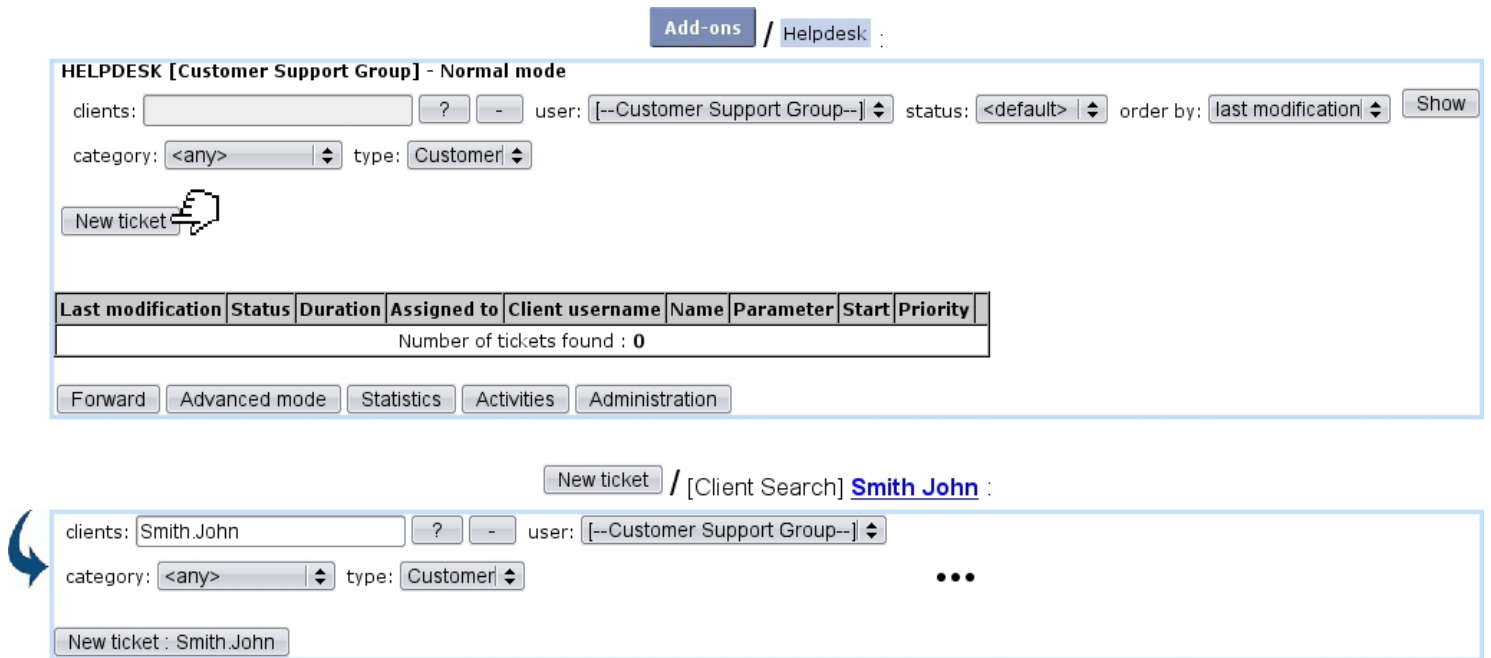 Add-ons / Helpdesk :
HELPDESK [Customer Support Group] - Normal mode
clients: ? - user: [--Customer Support Group--] status: <default> order by: last modification Show
category: <any> type: Customer
New ticket
Last modification Status Duration Assigned to Client username Name Parameter Start Priority
Number of tickets found : 0
Forward Advanced mode Statistics Activities Administration
New ticket / [Client Search] Smith John :
clients: Smith.John ? - user: [--Customer Support Group--]
category: <any> type: Customer •••
New ticket : Smith.John